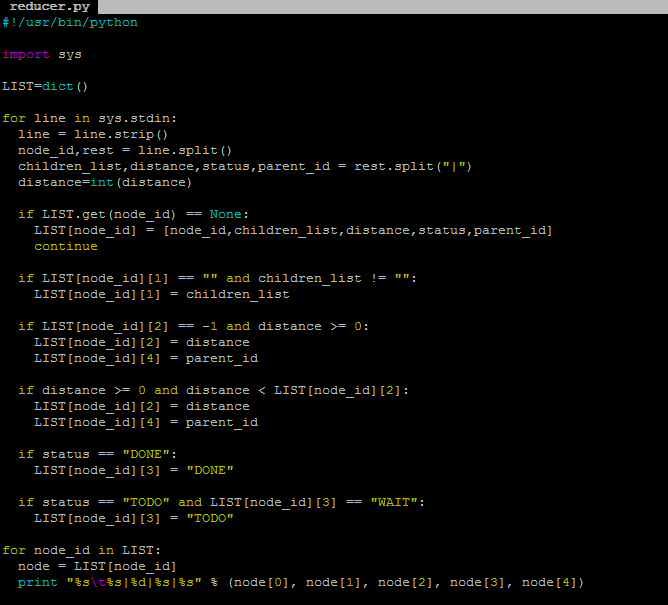 reducer.py
#!/usr/bin/python

import sys

LIST=dict()

for line in sys.stdin:
  line = line.strip()
  node_id,rest = line.split()
  children_list,distance,status,parent_id = rest.split("|")
  distance=int(distance)

  if LIST.get(node_id) == None:
    LIST[node_id] = [node_id,children_list,distance,status,parent_id]
    continue

  if LIST[node_id][1] == "" and children_list != "":
    LIST[node_id][1] = children_list

  if LIST[node_id][2] == -1 and distance >= 0:
    LIST[node_id][2] = distance
    LIST[node_id][4] = parent_id

  if distance >= 0 and distance < LIST[node_id][2]:
    LIST[node_id][2] = distance
    LIST[node_id][4] = parent_id

  if status == "DONE":
    LIST[node_id][3] = "DONE"

  if status == "TODO" and LIST[node_id][3] == "WAIT":
    LIST[node_id][3] = "TODO"

for node_id in LIST:
  node = LIST[node_id]
  print "%s\t%s|%d|%s|%s" % (node[0], node[1], node[2], node[3], node[4])